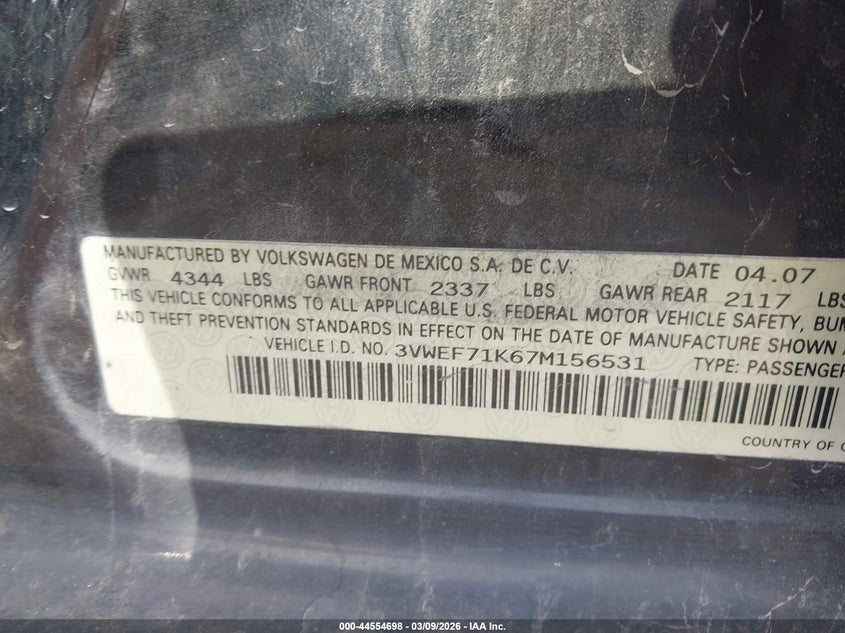 MANUFACTURED BY VOLKSWAGEN DE MEXICO S.A. DE C.V. DATE 04.07
GVWR 4344 LBS GAWR FRONT 2337 LBS GAWR REAR 2117 LBS
THIS VEHICLE CONFORMS TO ALL APPLICABLE U.S. FEDERAL MOTOR VEHICLE SAFETY, BUM
AND THEFT PREVENTION STANDARDS IN EFFECT ON THE DATE OF MANUFACTURE SHOWN A
VEHICLE I.D. NO. 3VWEF71K67M156531 TYPE: PASSENGER
COUNTRY OF O
000-44554698 - 03/09/2026 - IAA Inc.